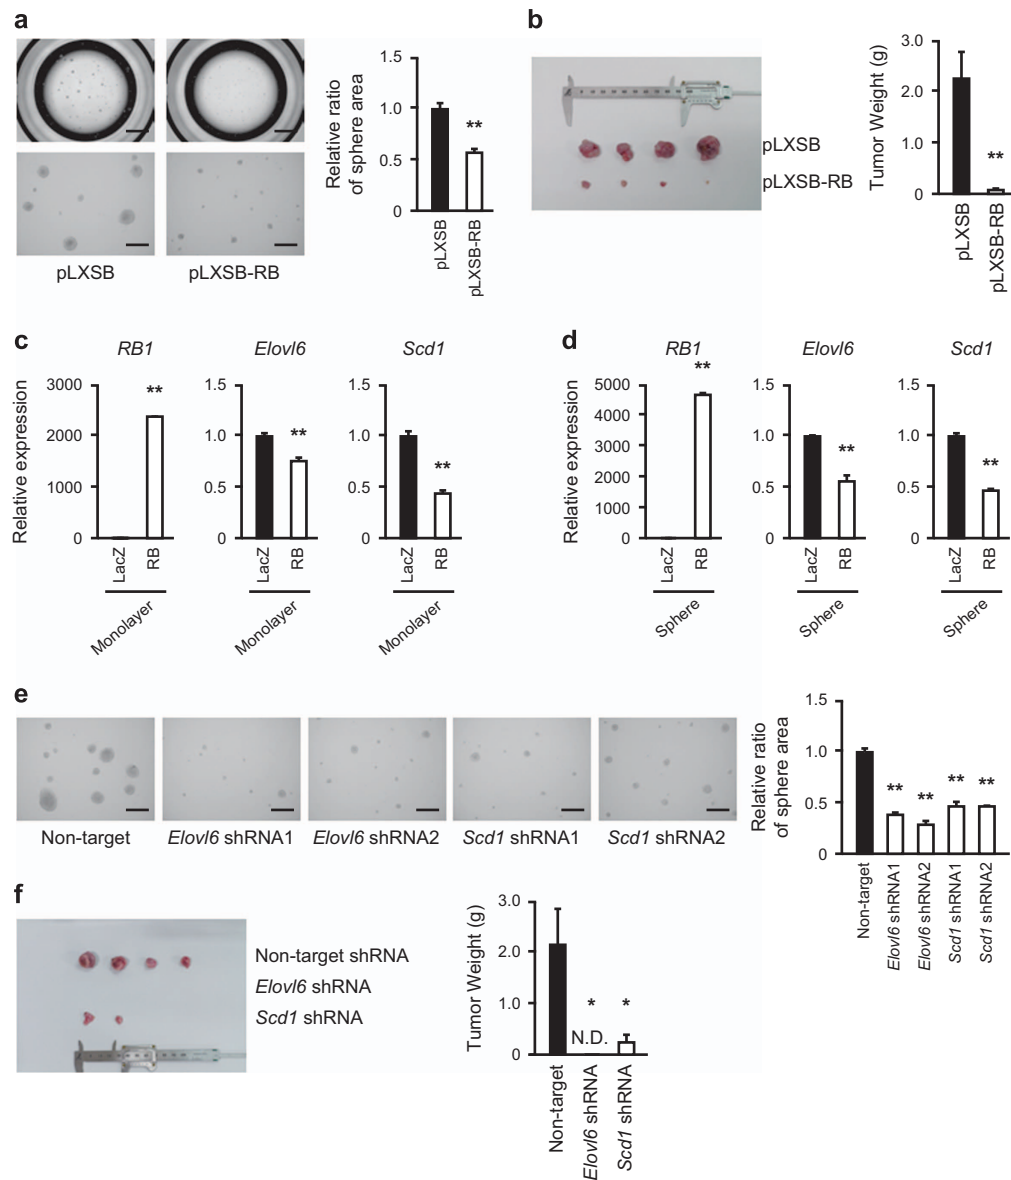 a
1.5
1.0
0.5
0
Relative ratio
of sphere area
**
pLXSB
pLXSB-RB
pLXSB
pLXSB-RB
b
pLXSB
pLXSB-RB
3.0
2.0
1.0
0
Tumor Weight (g)
**
pLXSB
pLXSB-RB
c
RB1
Elovl6
Scd1
Relative expression
3000
2000
1000
0
**
LacZ
RB
Monolayer
1.5
1.0
0.5
0
**
LacZ
RB
Monolayer
1.5
1.0
0.5
0
**
LacZ
RB
Monolayer
d
RB1
Elovl6
Scd1
Relative expression
5000
4000
3000
2000
1000
0
**
LacZ
RB
Sphere
1.5
1.0
0.5
0
**
LacZ
RB
Sphere
1.5
1.0
0.5
0
**
LacZ
RB
Sphere
e
Non-target
Elovl6 shRNA1
Elovl6 shRNA2
Scd1 shRNA1
Scd1 shRNA2
Relative ratio
of sphere area
1.5
1.0
0.5
0
** ** ** **
Non-target
Elovl6 shRNA1
Elovl6 shRNA2
Scd1 shRNA1
Scd1 shRNA2
f
Non-target shRNA
Elovl6 shRNA
Scd1 shRNA
Tumor Weight (g)
3.0
2.0
1.0
0
* *
N.D.
Non-target
Elovl6 shRNA
Scd1 shRNA